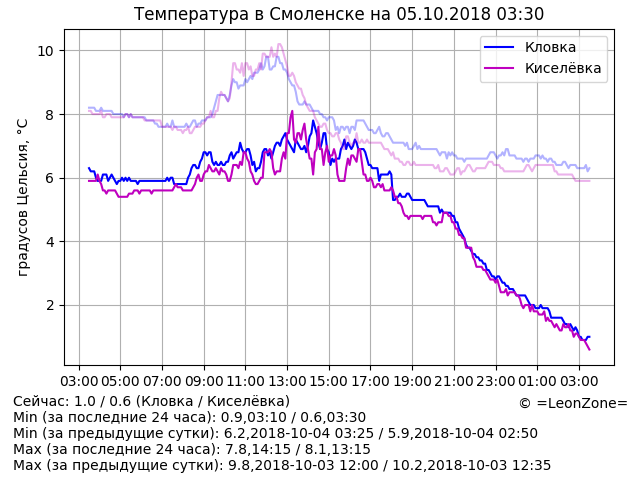 Температура в Смоленске на 05.10.2018 03:30
градусов Цельсия, °C
10
8
6
4
2
Кловка
Киселёвка
03:00 05:00 07:00 09:00 11:00 13:00 15:00 17:00 19:00 21:00 23:00 01:00 03:00
Сейчас: 1.0 / 0.6 (Кловка / Киселёвка)
© =LeonZone=
Min (за последние 24 часа): 0.9,03:10 / 0.6,03:30
Min (за предыдущие сутки): 6.2,2018-10-04 03:25 / 5.9,2018-10-04 02:50
Max (за последние 24 часа): 7.8,14:15 / 8.1,13:15
Max (за предыдущие сутки): 9.8,2018-10-03 12:00 / 10.2,2018-10-03 12:35